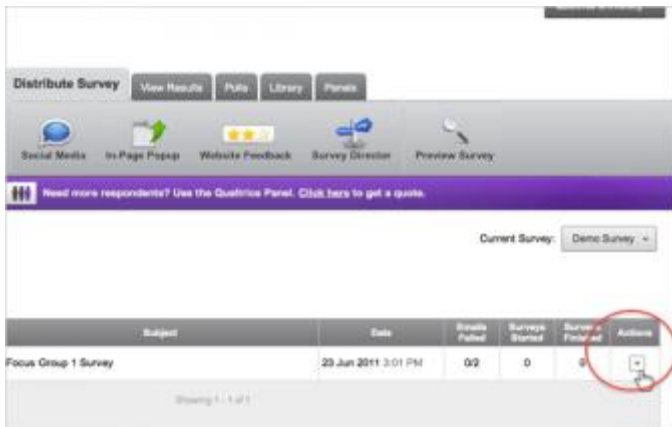 Distribute Survey View Results Polls Library Panels
Social Media In-Page Popup Website Feedback Survey Director Preview Survey
Need more respondents? Use the Qualtrics Panel. Click here to get a quote.
Current Survey: Demo Survey
Subject Date Emails Failed Surveys Started Surveys Finished Actions
Focus Group 1 Survey 23 Jun 2011 3:01 PM 0/2 0 0
Showing 1 - 1 of 1